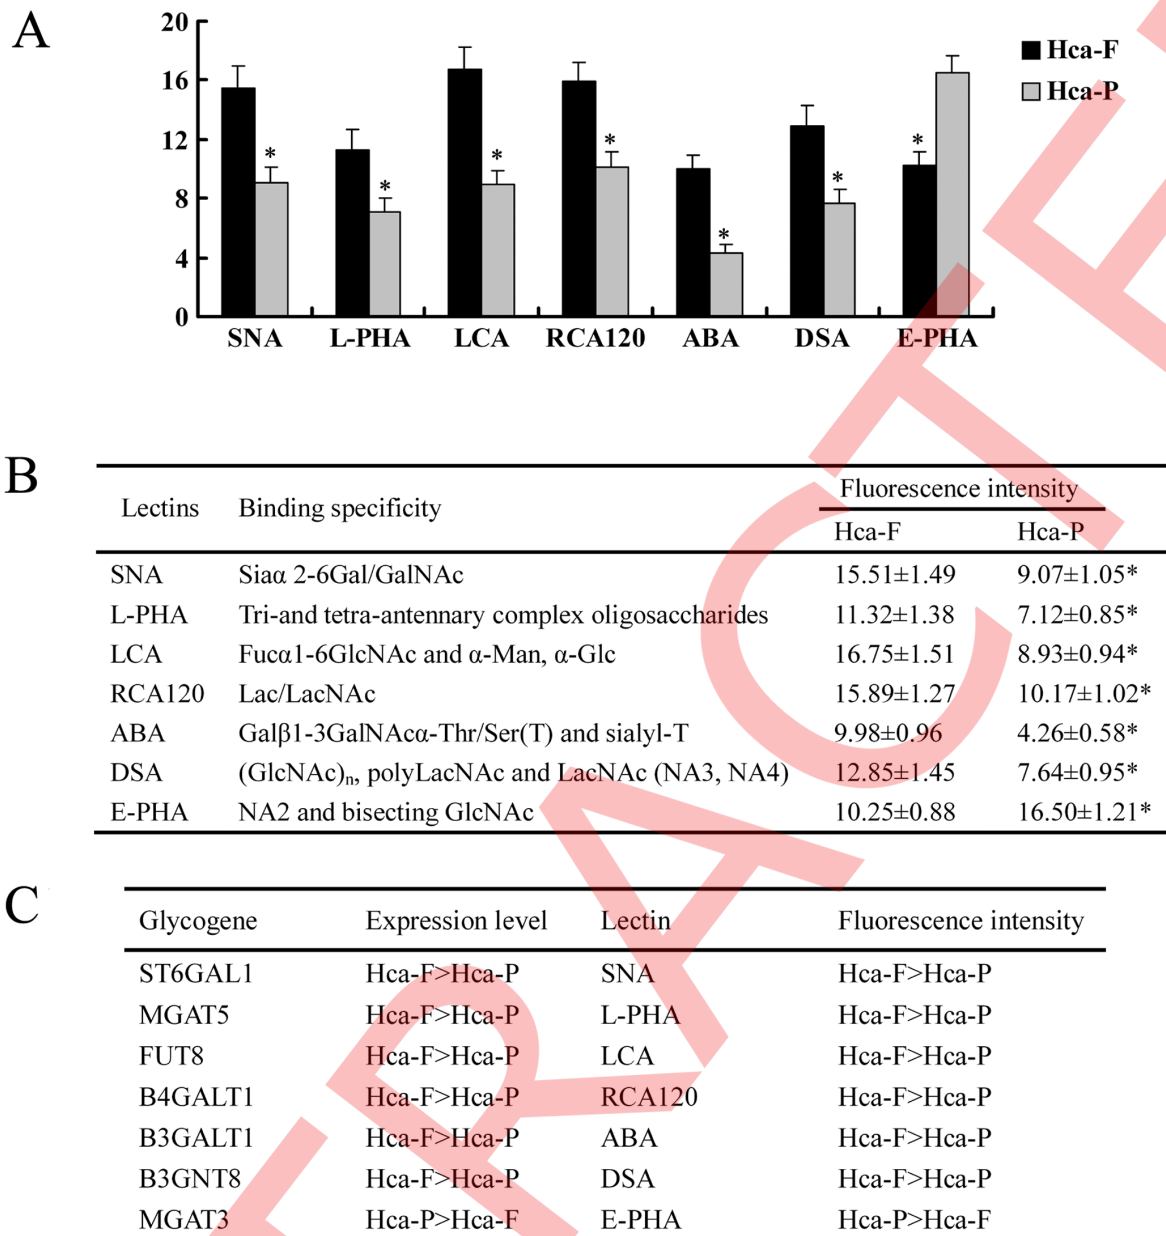 A
20
16
12
8
4
0
Hca-F
Hca-P
* * * * * * *
SNA L-PHA LCA RCA120 ABA DSA E-PHA
B
Lectins Binding specificity Fluorescence intensity
Hca-F Hca-P
SNA Siaα 2-6Gal/GalNAc 15.51±1.49 9.07±1.05*
L-PHA Tri-and tetra-antennary complex oligosaccharides 11.32±1.38 7.12±0.85*
LCA Fucα1-6GlcNAc and α-Man, α-Glc 16.75±1.51 8.93±0.94*
RCA120 Lac/LacNAc 15.89±1.27 10.17±1.02*
ABA Galβ1-3GalNAcα-Thr/Ser(T) and sialyl-T 9.98±0.96 4.26±0.58*
DSA (GlcNAc)n, polyLacNAc and LacNAc (NA3, NA4) 12.85±1.45 7.64±0.95*
E-PHA NA2 and bisecting GlcNAc 10.25±0.88 16.50±1.21*
C
Glycogene Expression level Lectin Fluorescence intensity
ST6GAL1 Hca-F>Hca-P SNA Hca-F>Hca-P
MGAT5 Hca-F>Hca-P L-PHA Hca-F>Hca-P
FUT8 Hca-F>Hca-P LCA Hca-F>Hca-P
B4GALT1 Hca-F>Hca-P RCA120 Hca-F>Hca-P
B3GALT1 Hca-F>Hca-P ABA Hca-F>Hca-P
B3GNT8 Hca-F>Hca-P DSA Hca-F>Hca-P
MGAT3 Hca-P>Hca-F E-PHA Hca-P>Hca-F
TRACTE